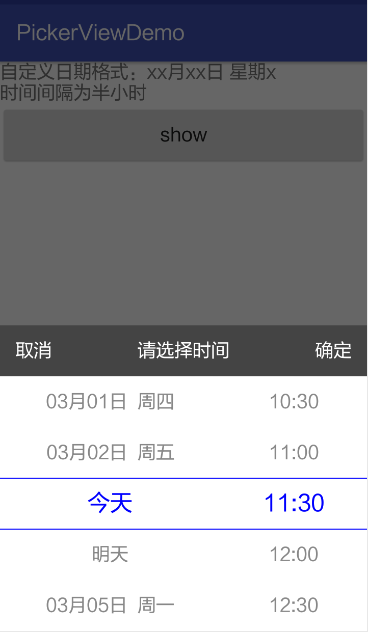 PickerViewDemo
自定义日期格式：xx月xx日 星期x
时间间隔为半小时
show
取消 请选择时间 确定
03月01日 周四 10:30
03月02日 周五 11:00
今天 11:30
明天 12:00
03月05日 周一 12:30